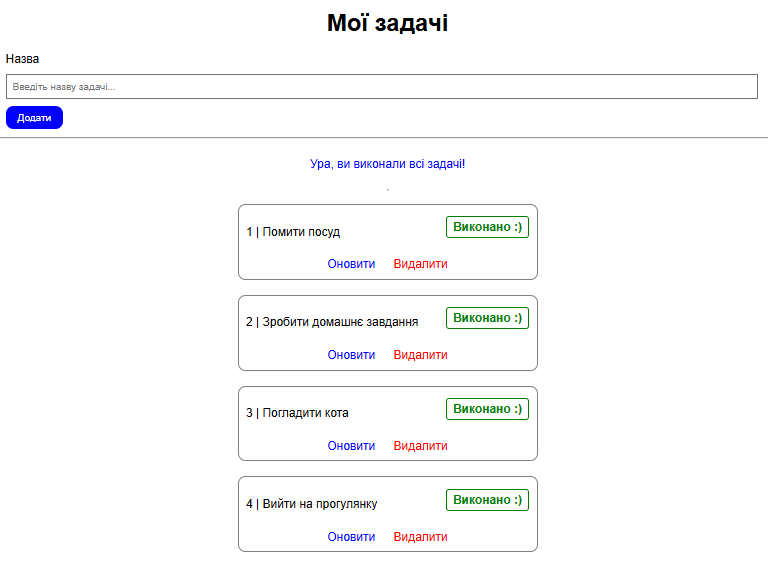 Мої задачі
Назва
Введіть назву задачі...
Додати
Ура, ви виконали всі задачі!
.
1 | Помити посуд
Виконано :)
Оновити Видалити
2 | Зробити домашнє завдання
Виконано :)
Оновити Видалити
3 | Погладити кота
Виконано :)
Оновити Видалити
4 | Вийти на прогулянку
Виконано :)
Оновити Видалити